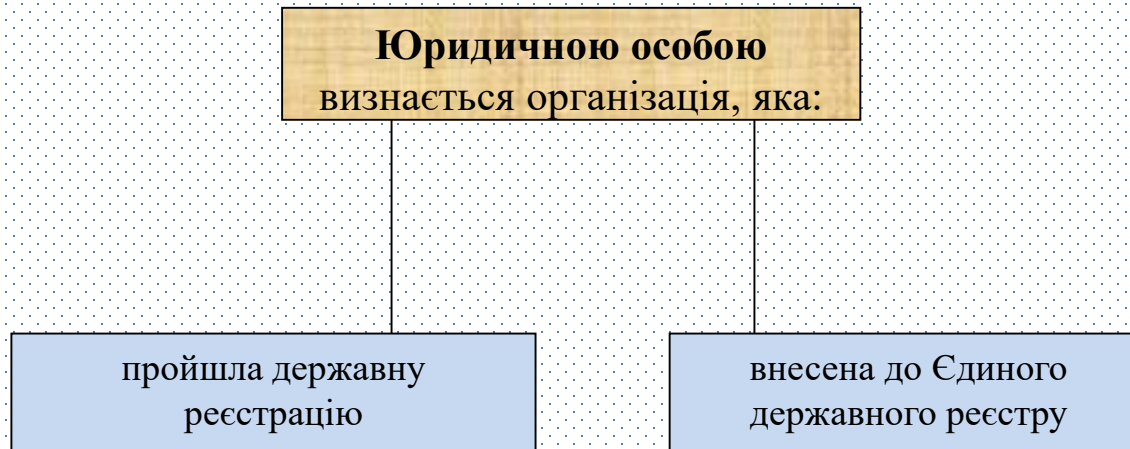 Юридичною особою
визнається організація, яка:
пройшла державну
реєстрацію
внесена до Єдиного
державного реєстру